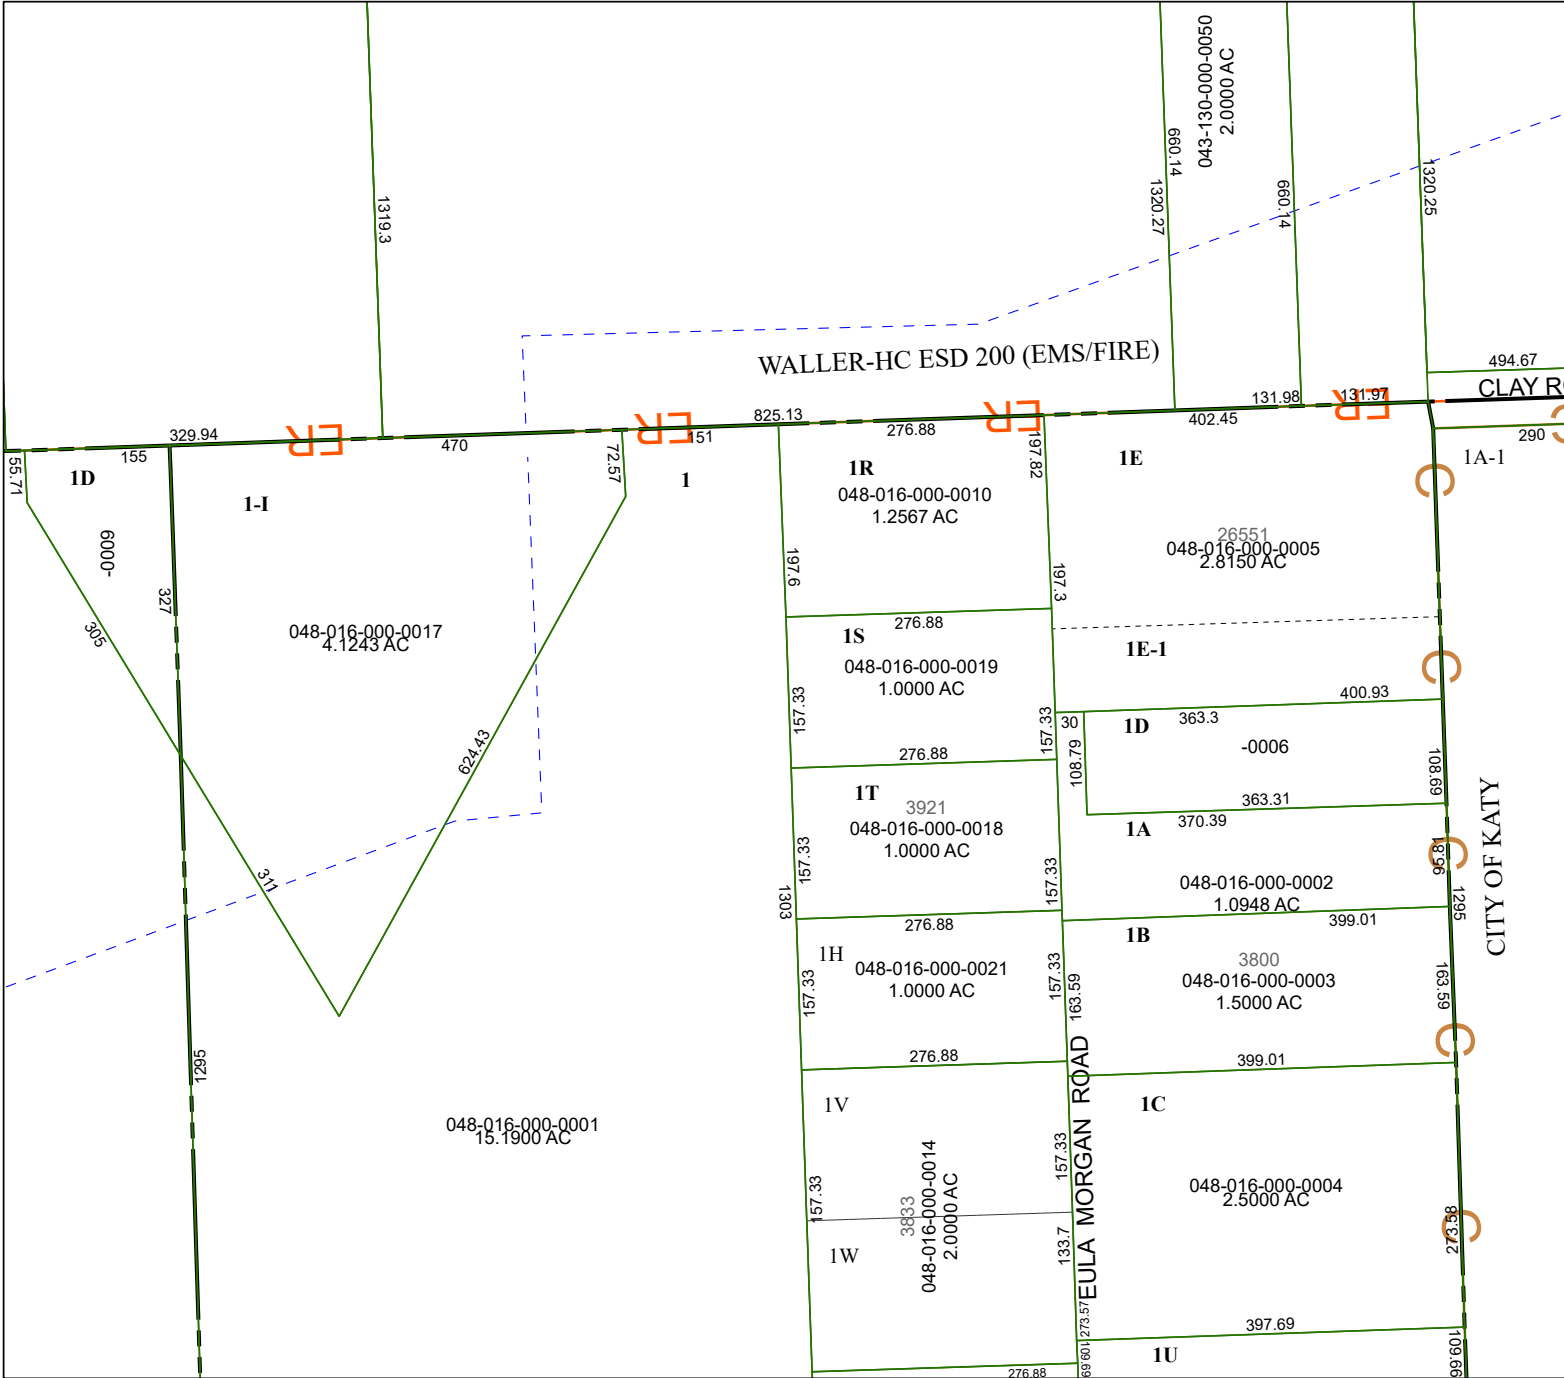 043-130-000-0050
2.0000 AC
660.14
1320.27
660.14
1320.25
1319.3
WALLER-HC ESD 200 (EMS/FIRE)
494.67
CLAY R
329.94
155
470
825.13
151
276.88
402.45
131.98
131.97
290
ER
ER
ER
ER
55.71
1D
-0009
327
305
1-I
048-016-000-0017
4.1243 AC
72.57
1
624.43
311
1295
048-016-000-0001
15.1900 AC
1R
048-016-000-0010
1.2567 AC
197.82
197.6
197.3
276.88
1S
048-016-000-0019
1.0000 AC
157.33
157.33
276.88
1T
3921
048-016-000-0018
1.0000 AC
157.33
157.33
1303
276.88
1H
048-016-000-0021
1.0000 AC
157.33
157.33
163.59
276.88
1V
157.33
157.33
3833
048-016-000-0014
2.0000 AC
1W
133.7
273.57
109.69
276.88
EULA MORGAN ROAD
1E
26551
048-016-000-0005
2.8150 AC
1E-1
400.93
30
363.3
1D
-0006
108.79
108.69
363.31
370.39
1A
048-016-000-0002
1.0948 AC
95.81
1295
399.01
1B
3800
048-016-000-0003
1.5000 AC
163.59
399.01
1C
048-016-000-0004
2.5000 AC
273.58
397.69
1U
109.66
1A-1
CITY OF KATY
C
C
C
C
C